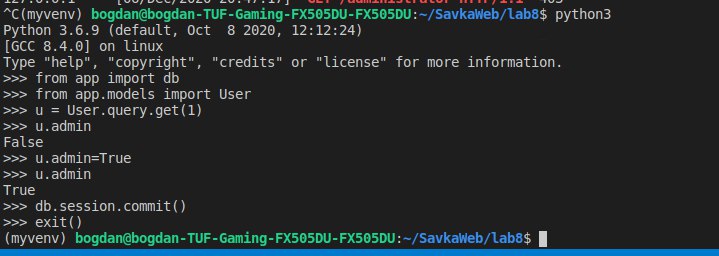 ^C(myvenv) bogdan@bogdan-TUF-Gaming-FX505DU-FX505DU:~/SavkaWeb/lab8$ python3
Python 3.6.9 (default, Oct  8 2020, 12:12:24)
[GCC 8.4.0] on linux
Type "help", "copyright", "credits" or "license" for more information.
>>> from app import db
>>> from app.models import User
>>> u = User.query.get(1)
>>> u.admin
False
>>> u.admin=True
>>> u.admin
True
>>> db.session.commit()
>>> exit()
(myvenv) bogdan@bogdan-TUF-Gaming-FX505DU-FX505DU:~/SavkaWeb/lab8$